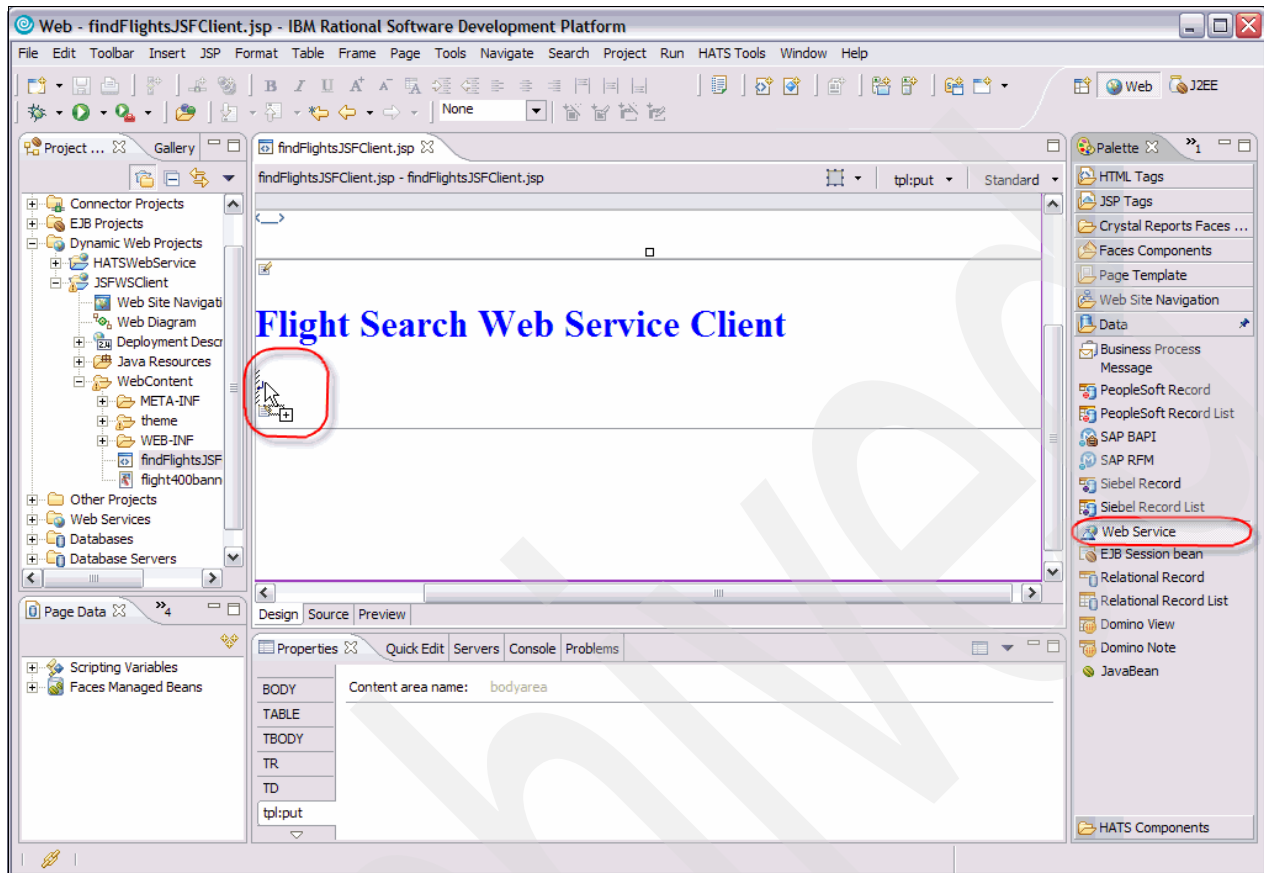 Web - findFlightsJSFClient.jsp - IBM Rational Software Development Platform
File Edit Toolbar Insert JSP Format Table Frame Page Tools Navigate Search Project Run HATS Tools Window Help
B I U A A A
Web
J2EE
None
Project ...
Gallery
Connector Projects
EJB Projects
Dynamic Web Projects
HATSWebService
JSFWSClient
Web Site Navigati
Web Diagram
Deployment Descr
Java Resources
WebContent
META-INF
theme
WEB-INF
findFlightsJSF
flight400bann
Other Projects
Web Services
Databases
Database Servers
Page Data
4
Scripting Variables
Faces Managed Beans
findFlightsJSFClient.jsp
findFlightsJSFClient.jsp - findFlightsJSFClient.jsp
tpl:put
Standard
Flight Search Web Service Client
Design Source Preview
Properties Quick Edit Servers Console Problems
BODY
TABLE
TBODY
TR
TD
tpl:put
Content area name: bodyarea
Palette
1
HTML Tags
JSP Tags
Crystal Reports Faces ...
Faces Components
Page Template
Web Site Navigation
Data
Business Process
Message
PeopleSoft Record
PeopleSoft Record List
SAP BAPI
SAP RFM
Siebel Record
Siebel Record List
Web Service
EJB Session bean
Relational Record
Relational Record List
Domino View
Domino Note
JavaBean
HATS Components